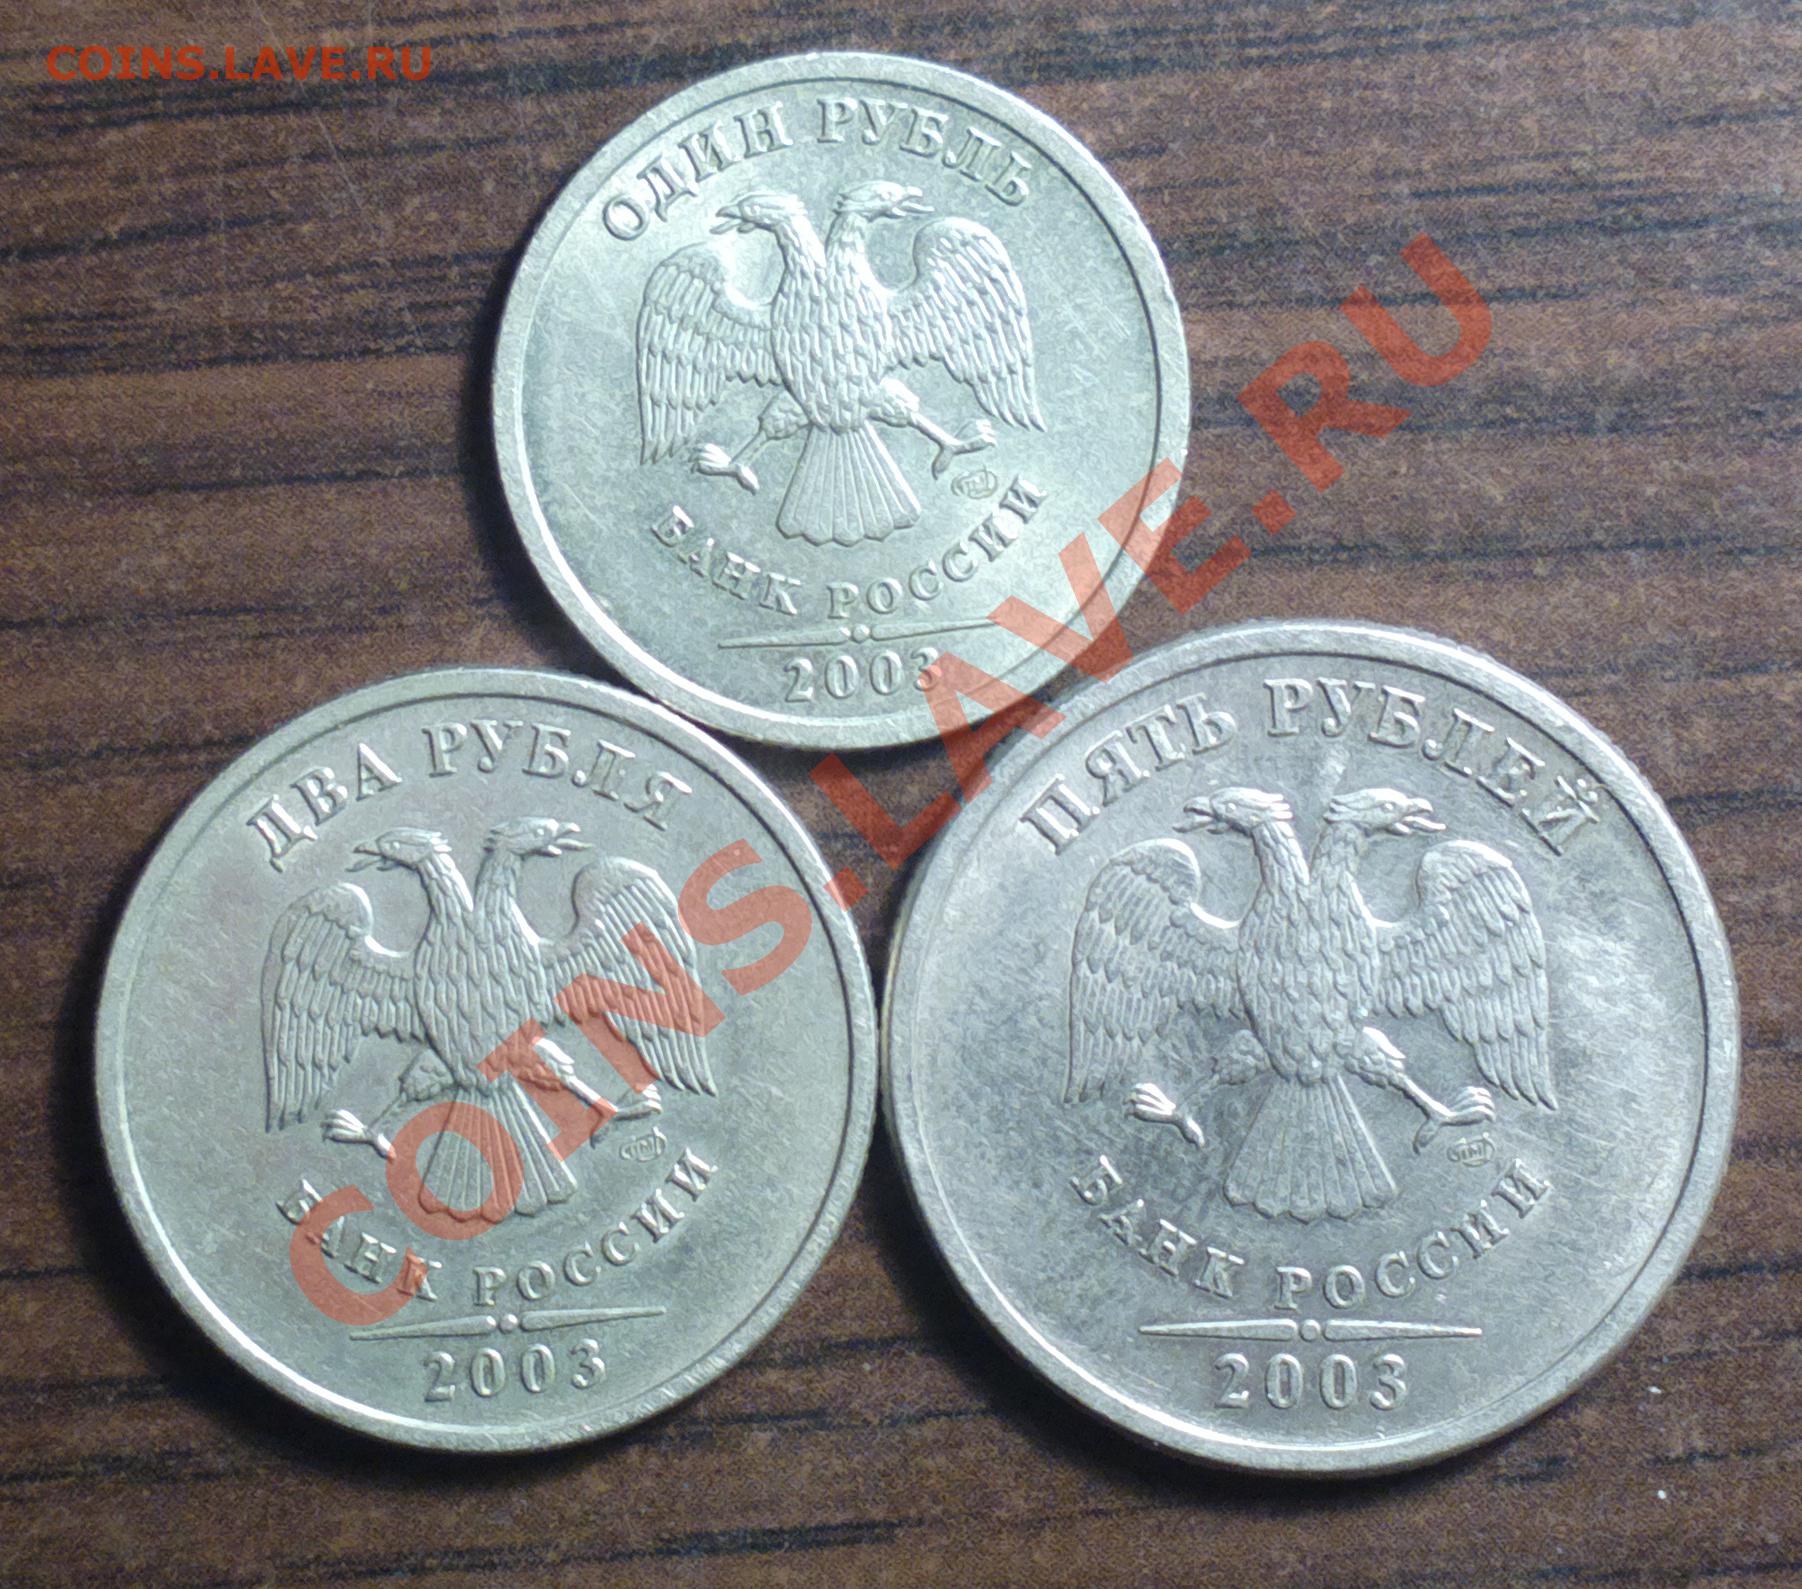 COINS.LAVE.RU
ОДИН РУБЛЬ
БАНК РОССИИ
2003
ДВА РУБЛЯ
БАНК РОССИИ
2003
ПЯТЬ РУБЛЕЙ
БАНК РОССИИ
2003
COINS.LAVE.RU